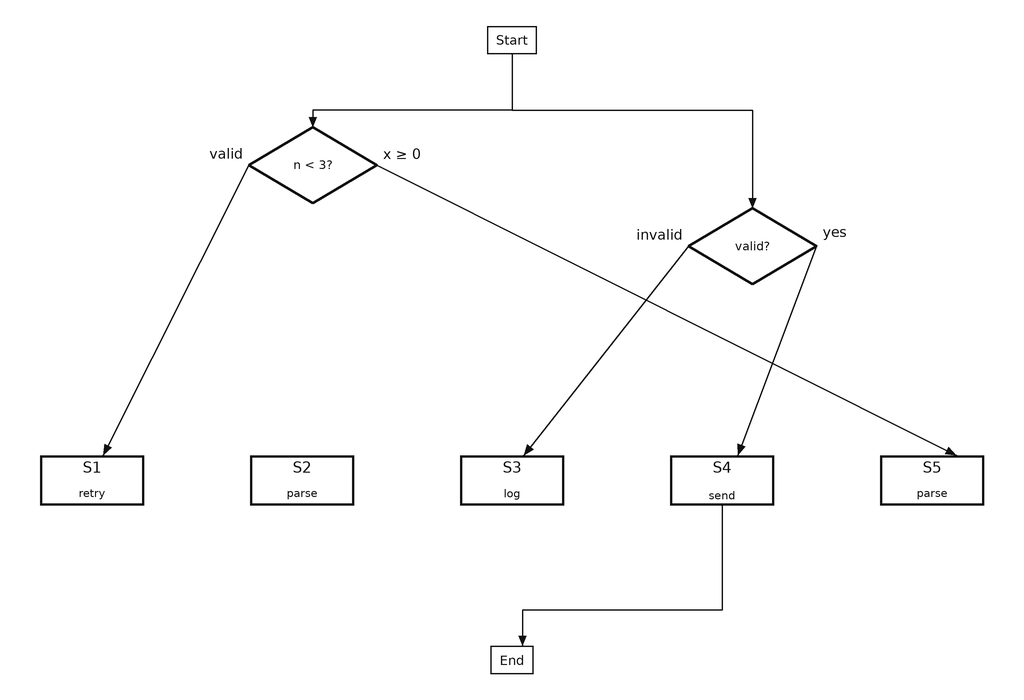 Start
valid
n < 3?
x ≥ 0
invalid
valid?
yes
S1
retry
S2
parse
S3
log
S4
send
S5
parse
End